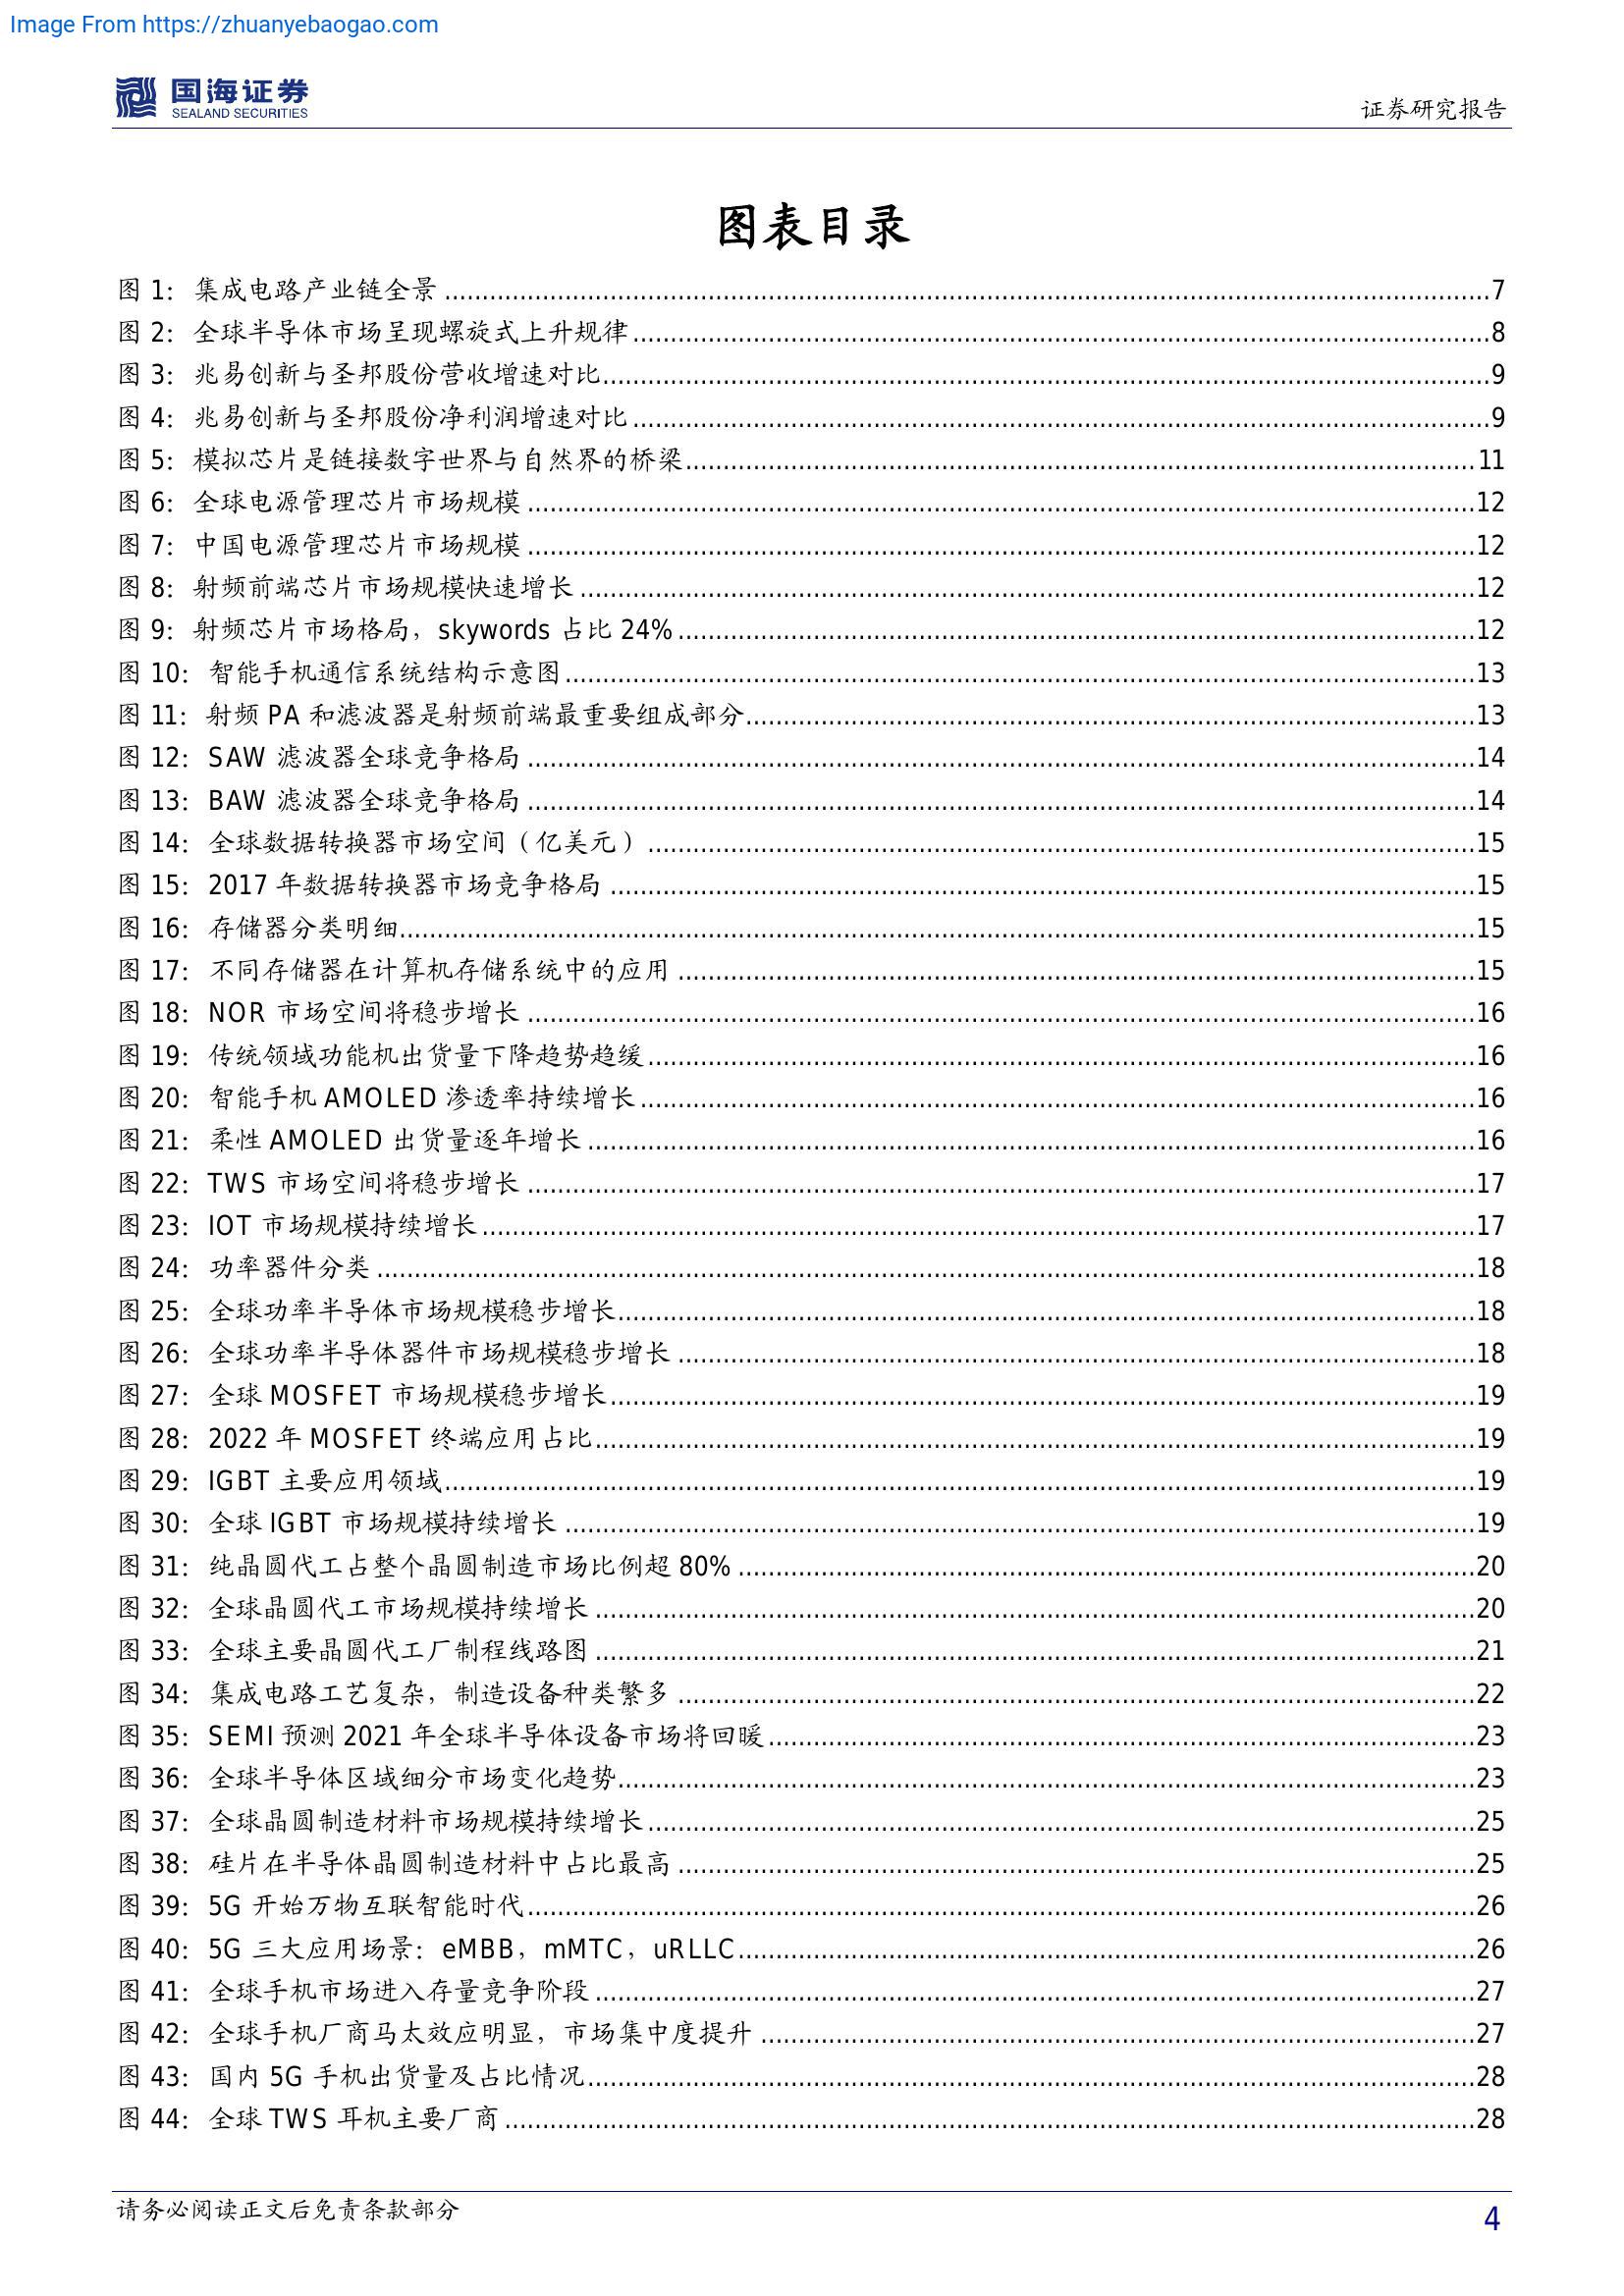 Image From https://zhuanyebaogao.com
国海证券
SEALAND SECURITIES
证券研究报告
图表目录
图 1：集成电路产业链全景 ........ 7
图 2：全球半导体市场呈现螺旋式上升规律 ........ 8
图 3：兆易创新与圣邦股份营收增速对比 ........ 9
图 4：兆易创新与圣邦股份净利润增速对比 ........ 9
图 5：模拟芯片是链接数字世界与自然界的桥梁 ........ 11
图 6：全球电源管理芯片市场规模 ........ 12
图 7：中国电源管理芯片市场规模 ........ 12
图 8：射频前端芯片市场规模快速增长 ........ 12
图 9：射频芯片市场格局，skywords 占比 24% ........ 12
图 10：智能手机通信系统结构示意图 ........ 13
图 11：射频 PA 和滤波器是射频前端最重要组成部分 ........ 13
图 12：SAW 滤波器全球竞争格局 ........ 14
图 13：BAW 滤波器全球竞争格局 ........ 14
图 14：全球数据转换器市场空间（亿美元） ........ 15
图 15：2017 年数据转换器市场竞争格局 ........ 15
图 16：存储器分类明细 ........ 15
图 17：不同存储器在计算机存储系统中的应用 ........ 15
图 18：NOR 市场空间将稳步增长 ........ 16
图 19：传统领域功能机出货量下降趋势趋缓 ........ 16
图 20：智能手机 AMOLED 渗透率持续增长 ........ 16
图 21：柔性 AMOLED 出货量逐年增长 ........ 16
图 22：TWS 市场空间将稳步增长 ........ 17
图 23：IOT 市场规模持续增长 ........ 17
图 24：功率器件分类 ........ 18
图 25：全球功率半导体市场规模稳步增长 ........ 18
图 26：全球功率半导体器件市场规模稳步增长 ........ 18
图 27：全球 MOSFET 市场规模稳步增长 ........ 19
图 28：2022 年 MOSFET 终端应用占比 ........ 19
图 29：IGBT 主要应用领域 ........ 19
图 30：全球 IGBT 市场规模持续增长 ........ 19
图 31：纯晶圆代工占整个晶圆制造市场比例超 80% ........ 20
图 32：全球晶圆代工市场规模持续增长 ........ 20
图 33：全球主要晶圆代工厂制程线路图 ........ 21
图 34：集成电路工艺复杂，制造设备种类繁多 ........ 22
图 35：SEMI 预测 2021 年全球半导体设备市场将回暖 ........ 23
图 36：全球半导体区域细分市场变化趋势 ........ 23
图 37：全球晶圆制造材料市场规模持续增长 ........ 25
图 38：硅片在半导体晶圆制造材料中占比最高 ........ 25
图 39：5G 开始万物互联智能时代 ........ 26
图 40：5G 三大应用场景：eMBB，mMTC，uRLLC ........ 26
图 41：全球手机市场进入存量竞争阶段 ........ 27
图 42：全球手机厂商马太效应明显，市场集中度提升 ........ 27
图 43：国内 5G 手机出货量及占比情况 ........ 28
图 44：全球 TWS 耳机主要厂商 ........ 28
请务必阅读正文后免责条款部分
4